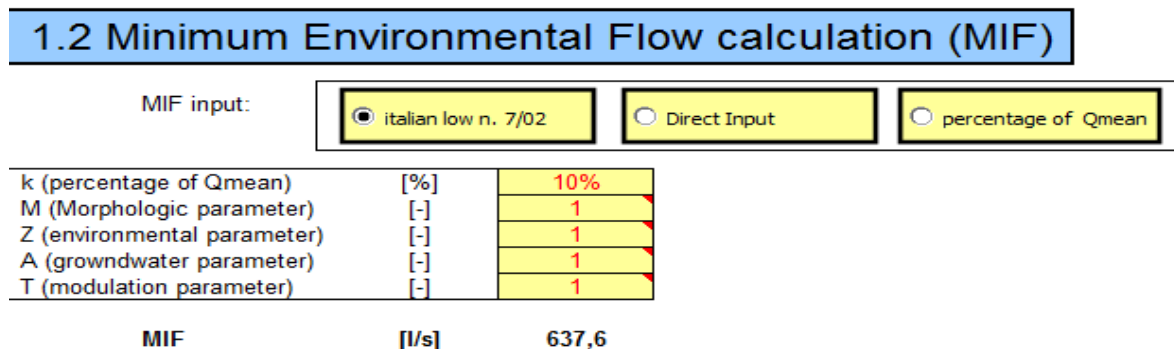 1.2 Minimum Environmental Flow calculation (MIF)
MIF input: italian low n. 7/02 Direct Input percentage of Qmean
k (percentage of Qmean) [%] 10%
M (Morphologic parameter) [-] 1
Z (environmental parameter) [-] 1
A (growndwater parameter) [-] 1
T (modulation parameter) [-] 1
MIF [l/s] 637,6